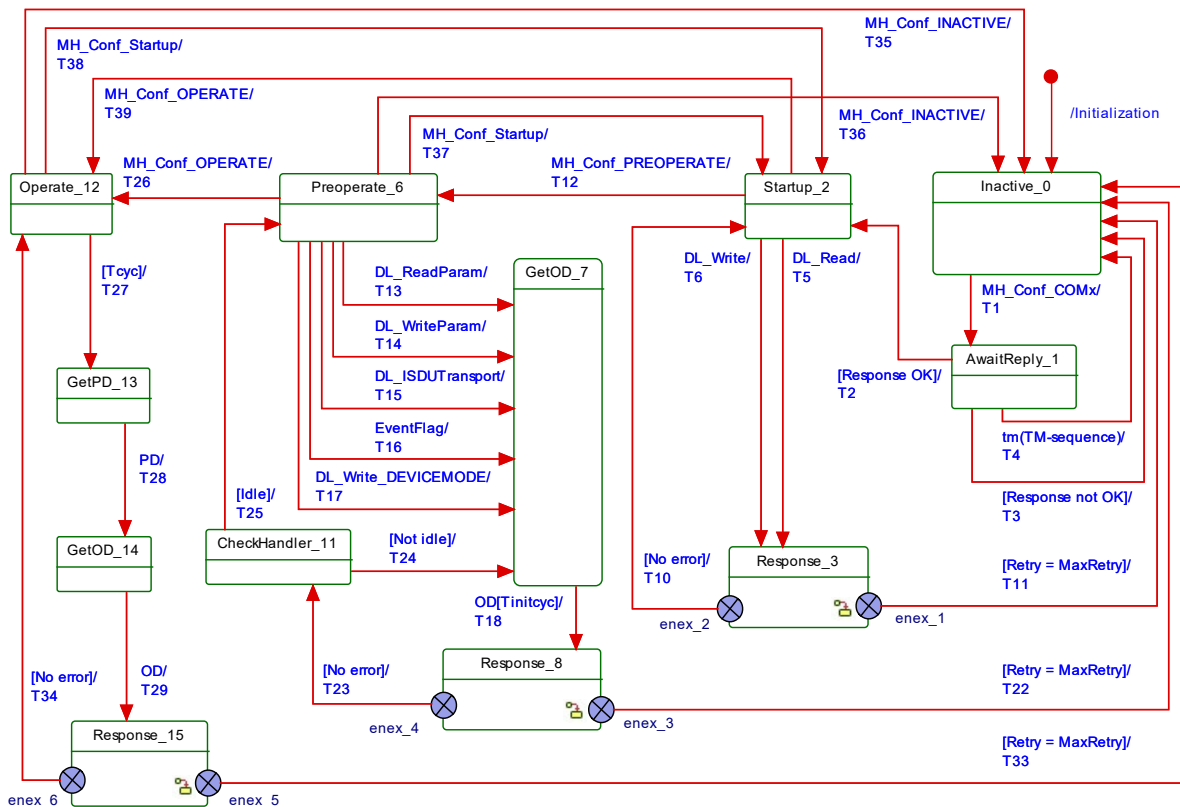 MH_Conf_INACTIVE/
T35
MH_Conf_Startup/
T38
MH_Conf_OPERATE/
T39
MH_Conf_INACTIVE/
T36
/Initialization
MH_Conf_Startup/
T37
MH_Conf_OPERATE/
T26
MH_Conf_PREOPERATE/
T12
Operate_12
Preoperate_6
Startup_2
Inactive_0
[Tcyc]/
T27
DL_ReadParam/
T13
GetOD_7
DL_Write/
T6
DL_Read/
T5
MH_Conf_COMx/
T1
DL_WriteParam/
T14
AwaitReply_1
GetPD_13
DL_ISDUTransport/
T15
[Response OK]/
T2
EventFlag/
T16
tm(TM-sequence)/
T4
PD/
T28
DL_Write_DEVICEMODE/
T17
[Idle]/
T25
[Response not OK]/
T3
GetOD_14
CheckHandler_11
[Not idle]/
T24
[No error]/
T10
Response_3
[Retry = MaxRetry]/
T11
OD[Tinitcyc]/
T18
enex_2
enex_1
[No error]/
T34
OD/
T29
[No error]/
T23
Response_8
[Retry = MaxRetry]/
T22
enex_4
enex_3
Response_15
[Retry = MaxRetry]/
T33
enex_6
enex_5